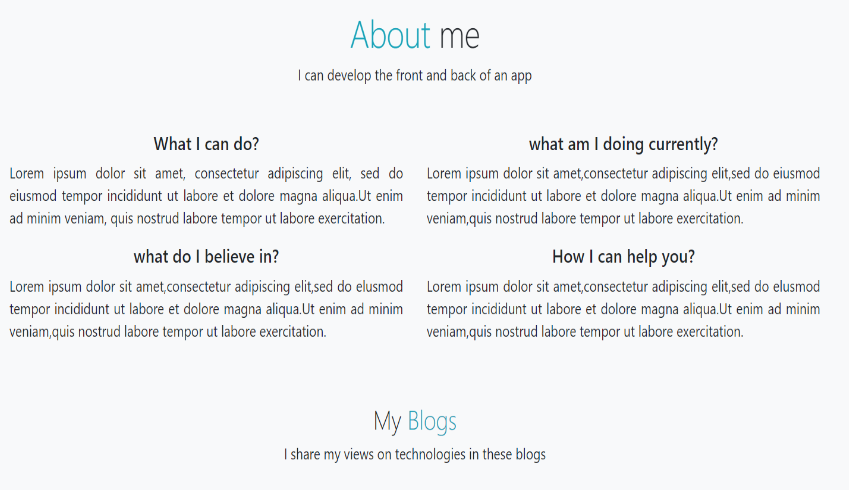 About me
I can develop the front and back of an app
What I can do?
Lorem ipsum dolor sit amet, consectetur adipiscing elit, sed do
eiusmod tempor incididunt ut labore et dolore magna aliqua.Ut enim
ad minim veniam, quis nostrud labore tempor ut labore exercitation.
what am I doing currently?
Lorem ipsum dolor sit amet,consectetur adipiscing elit,sed do eiusmod
tempor incididunt ut labore et dolore magna aliqua.Ut enim ad minim
veniam,quis nostrud labore tempor ut labore exercitation.
what do I believe in?
Lorem ipsum dolor sit amet,consectetur adipiscing elit,sed do elusmod
tempor incididunt ut labore et dolore magna aliqua.Ut enim ad minim
veniam,quis nostrud labore tempor ut labore exercitation.
How I can help you?
Lorem ipsum dolor sit amet,consectetur adipiscing elit,sed do eiusmod
tempor incididunt ut labore et dolore magna aliqua.Ut enim ad minim
veniam,quis nostrud labore tempor ut labore exercitation.
My Blogs
I share my views on technologies in these blogs